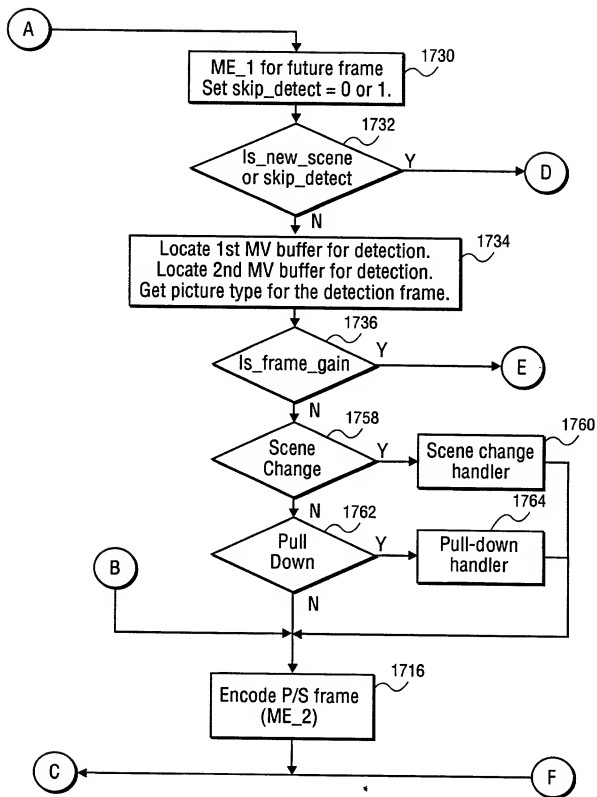 A
ME_1 for future frame
Set skip_detect = 0 or 1.
1730
1732
Is_new_scene
or skip_detect
Y
D
N
Locate 1st MV buffer for detection.
Locate 2nd MV buffer for detection.
Get picture type for the detection frame.
1734
1736
Is_frame_gain
Y
E
N
1758
Scene
Change
Y
Scene change
handler
1760
N
1762
Pull
Down
Y
Pull-down
handler
1764
B
N
Encode P/S frame
(ME_2)
1716
C
F